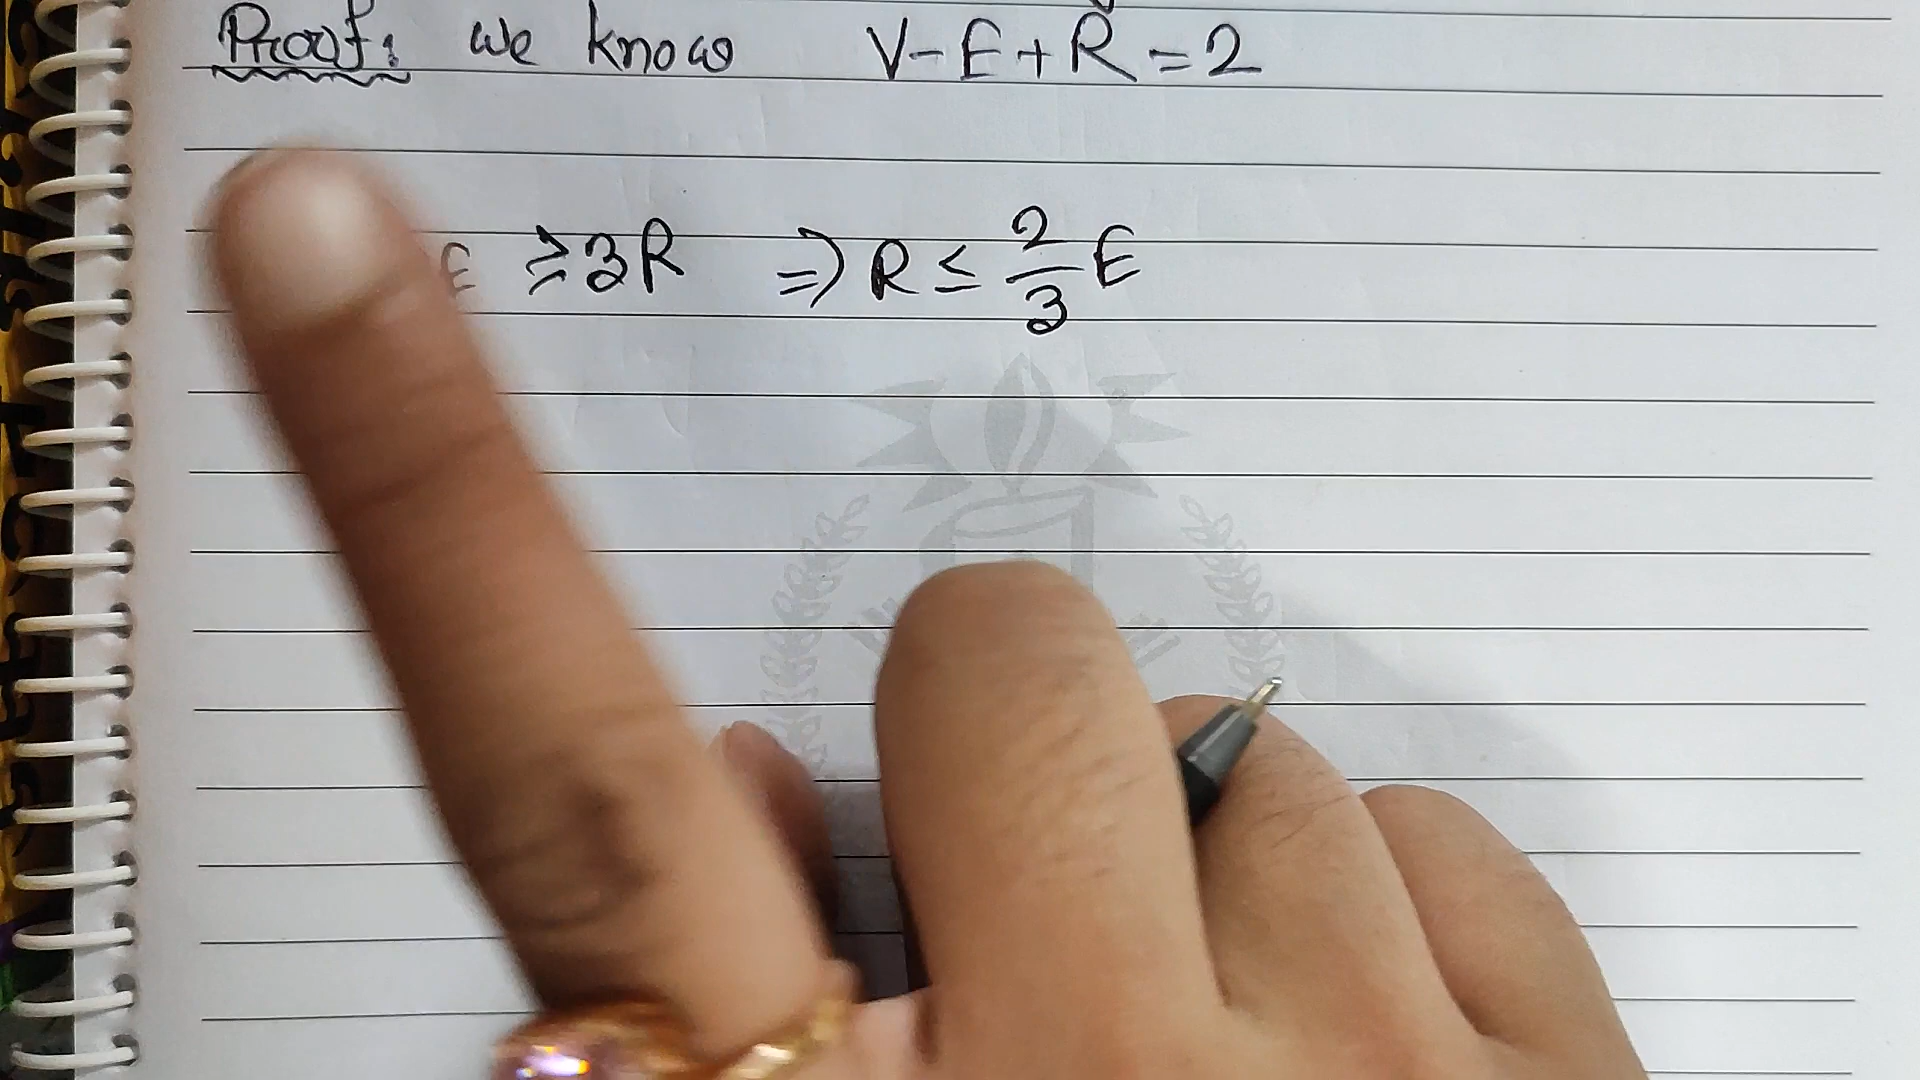 Proof: we know V-E+R=2
E ≥3R ⇒ R ≤ 2/3 E